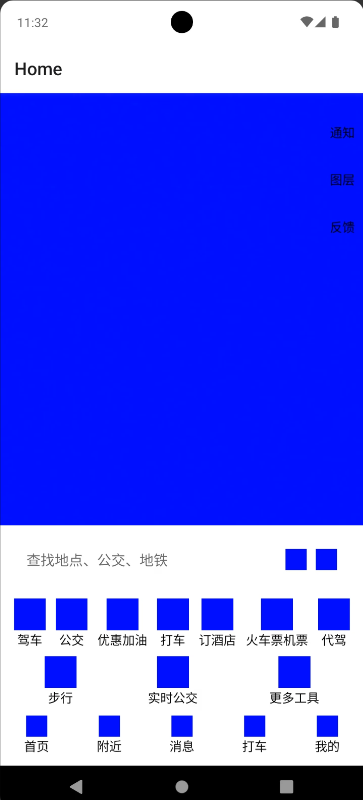 11:32
Home
通知
图层
反馈
查找地点、公交、地铁
驾车 公交 优惠加油 打车 订酒店 火车票机票 代驾
步行 实时公交 更多工具
首页 附近 消息 打车 我的